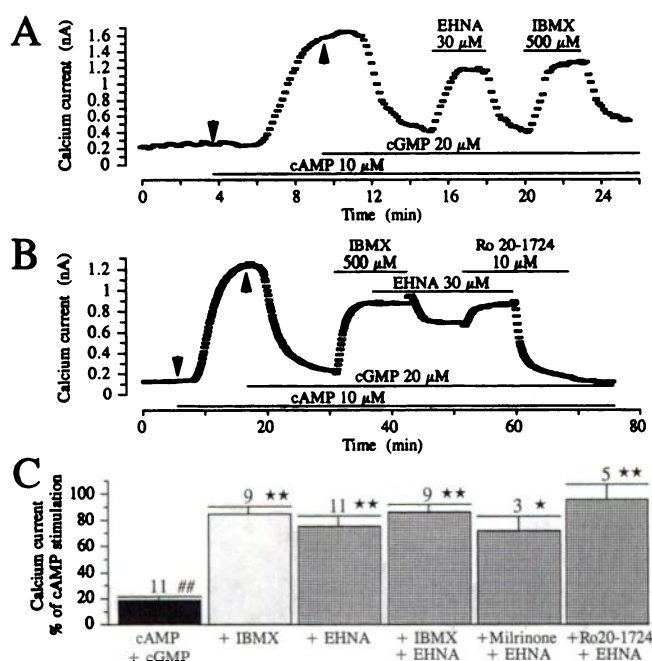 A
Calcium current (nA)
1.6
1.4
1.2
1
0.8
0.6
0.4
0.2
0
EHNA
30 µM
IBMX
500 µM
cGMP 20 µM
cAMP 10 µM
0 4 8 12 16 20 24
Time (min)
B
Calcium current (nA)
1.2
1
0.8
0.6
0.4
0.2
0
IBMX
500 µM
Ro 20-1724
10 µM
EHNA 30 µM
cGMP 20 µM
cAMP 10 µM
0 20 40 60 80
Time (min)
C
Calcium current
% of cAMP stimulation
100
80
60
40
20
0
11 ##
9 ★★
11 ★★
9 ★★
3 ★
5 ★★
cAMP
+ cGMP
+ IBMX
+ EHNA
+ IBMX
+ EHNA
+Milrinone
+ EHNA
+Ro20-1724
+ EHNA